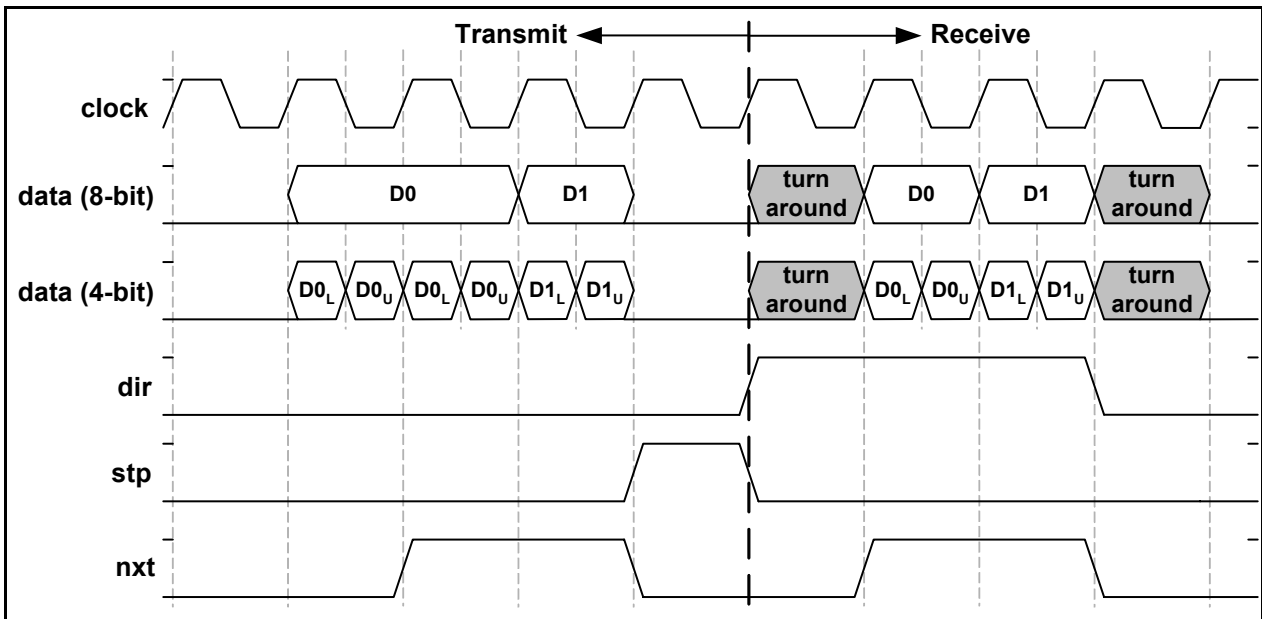 Transmit Receive
clock
data (8-bit) D0 D1 turn around D0 D1 turn around
data (4-bit) D0L D0U D0L D0U D1L D1U turn around D0L D0U D1L D1U turn around
dir
stp
nxt